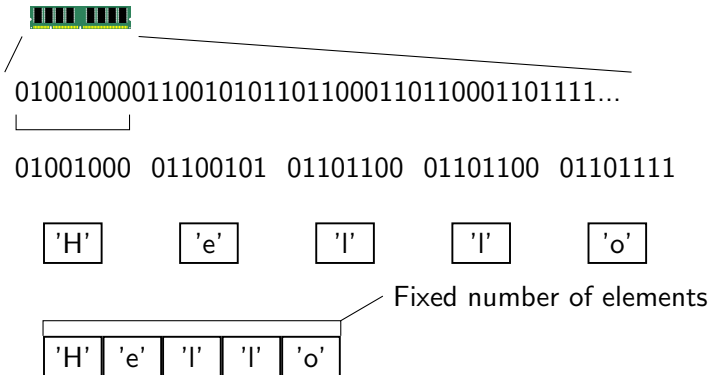 0100100001100101011011000110110001101111...
01001000 01100101 01101100 01101100 01101111
'H' 'e' 'l' 'l' 'o'
Fixed number of elements
'H' 'e' 'l' 'l' 'o'